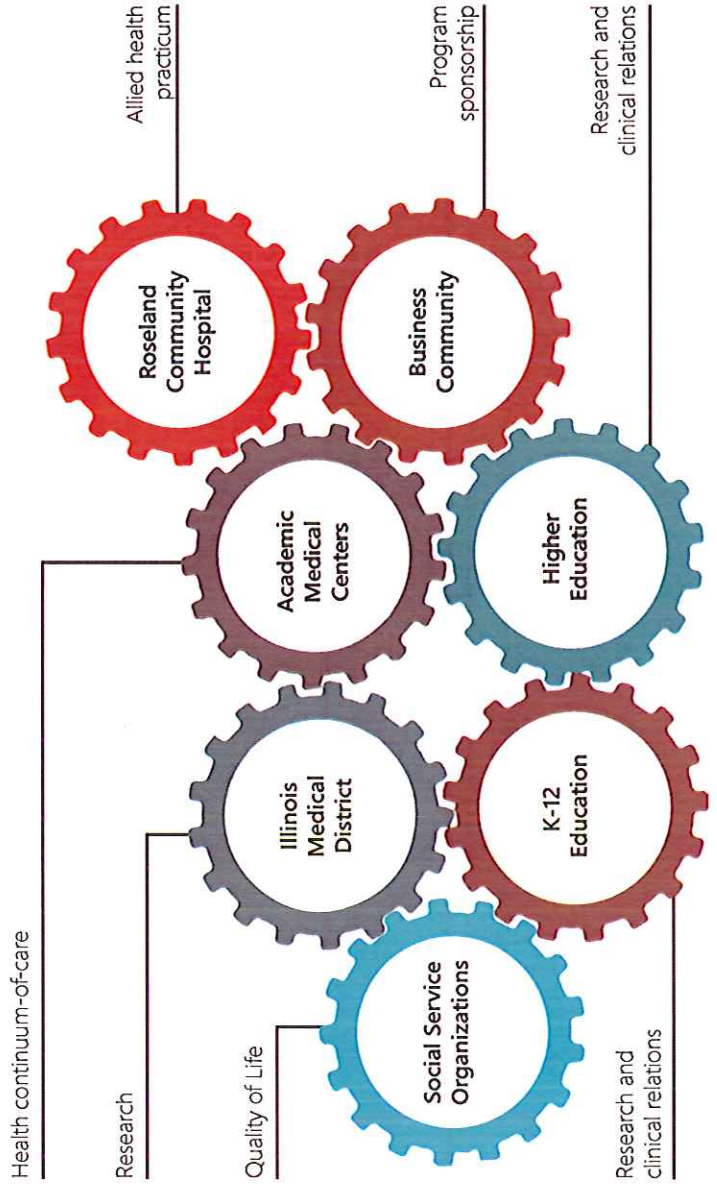 Health continuum-of-care
Research
Quality of Life
Research and
clinical relations
Social Service
Organizations
Illinois
Medical
District
K-12
Education
Academic
Medical
Centers
Higher
Education
Roseland
Community
Hospital
Business
Community
Allied health
practicum
Program
sponsorship
Research and
clinical relations